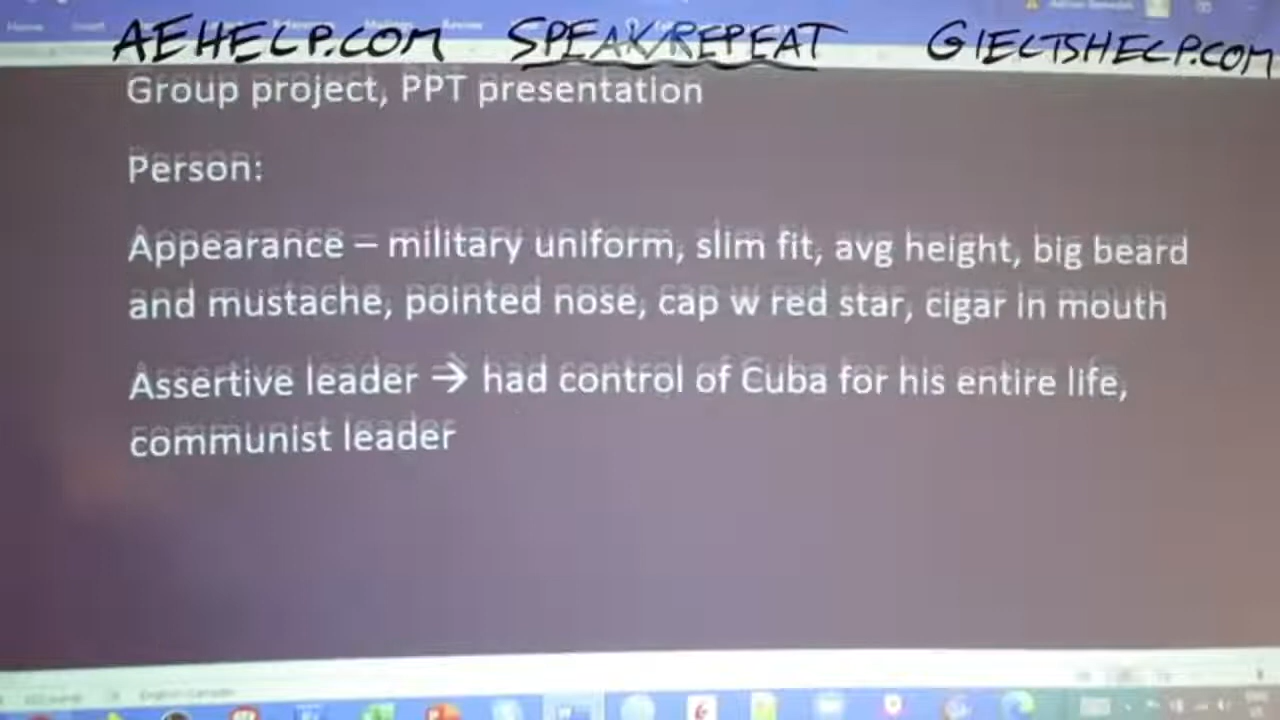 AEHELP.COM SPEAK/REPEAT GIELTSHELP.COM
Group project, PPT presentation
Person:
Appearance – military uniform, slim fit, avg height, big beard
and mustache, pointed nose, cap w red star, cigar in mouth
Assertive leader → had control of Cuba for his entire life,
communist leader